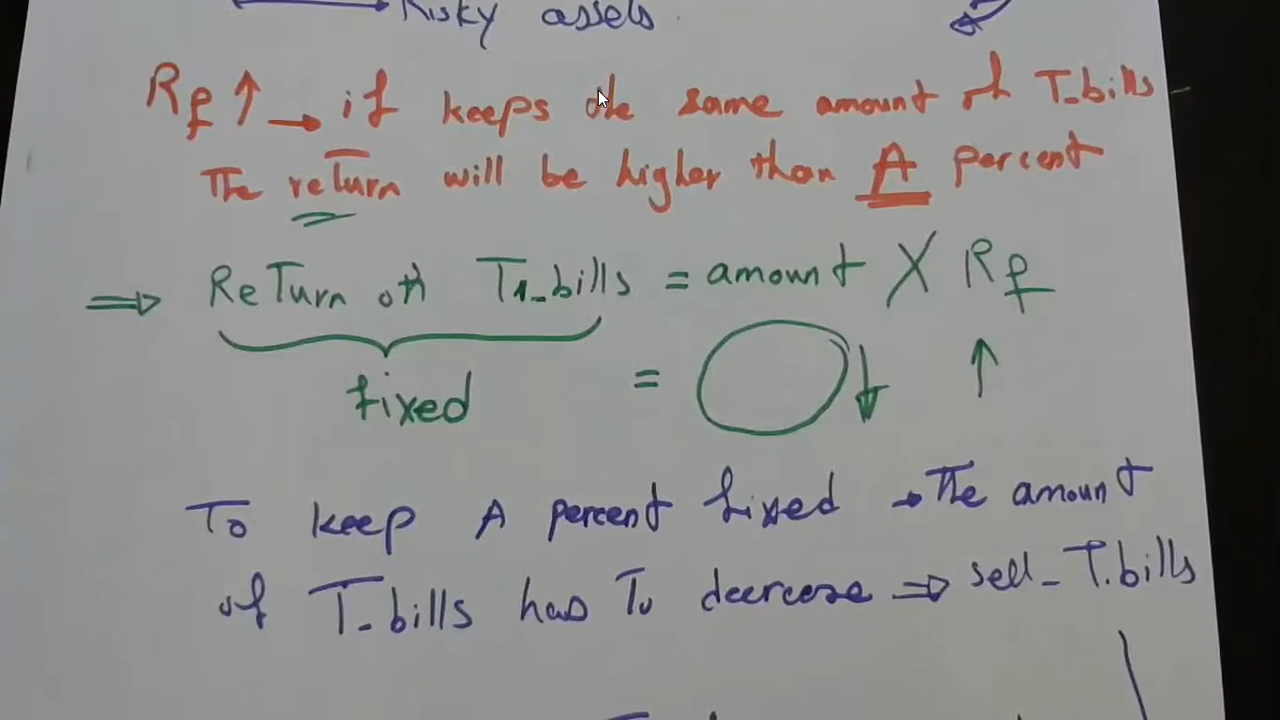 Risky assets
Rf ↑ → if keeps the same amount of T-bills
The return will be higher than A percent
⇒ Return of T-bills = amount X Rf
fixed = ↓ ↑
To keep A percent fixed → The amount
of T-bills has To decrease ⇒ sell - T.bills